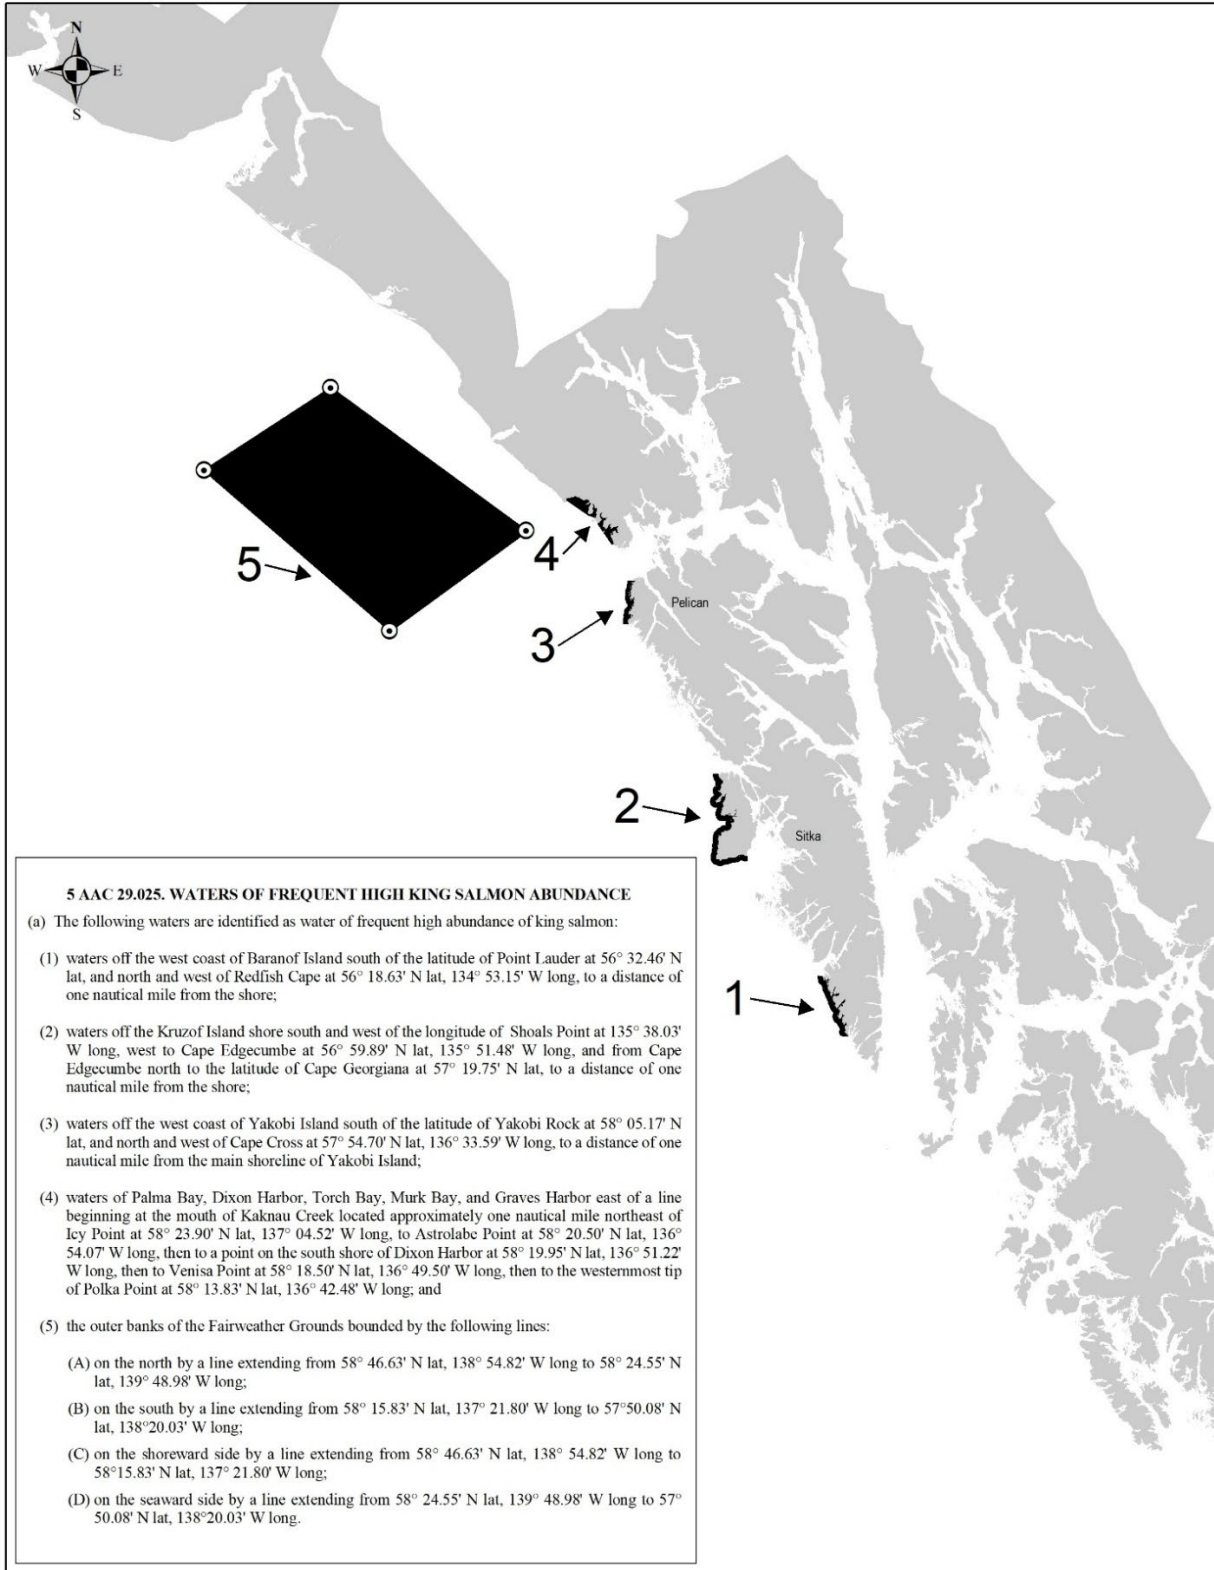 N
W E
S
5
4
3
Pelican
2
Sitka
1
5 AAC 29.025. WATERS OF FREQUENT HIGH KING SALMON ABUNDANCE
(a) The following waters are identified as water of frequent high abundance of king salmon:
(1) waters off the west coast of Baranof Island south of the latitude of Point Lauder at 56° 32.46' N
lat, and north and west of Redfish Cape at 56° 18.63' N lat, 134° 53.15' W long, to a distance of
one nautical mile from the shore;
(2) waters off the Kruzof Island shore south and west of the longitude of Shoals Point at 135° 38.03'
W long, west to Cape Edgecumbe at 56° 59.89' N lat, 135° 51.48' W long, and from Cape
Edgecumbe north to the latitude of Cape Georgiana at 57° 19.75' N lat, to a distance of one
nautical mile from the shore;
(3) waters off the west coast of Yakobi Island south of the latitude of Yakobi Rock at 58° 05.17' N
lat, and north and west of Cape Cross at 57° 54.70' N lat, 136° 33.59' W long, to a distance of one
nautical mile from the main shoreline of Yakobi Island;
(4) waters of Palma Bay, Dixon Harbor, Torch Bay, Murk Bay, and Graves Harbor east of a line
beginning at the mouth of Kaknau Creek located approximately one nautical mile northeast of
Icy Point at 58° 23.90' N lat, 137° 04.52' W long, to Astrolabe Point at 58° 20.50' N lat, 136°
54.07' W long, then to a point on the south shore of Dixon Harbor at 58° 19.95' N lat, 136° 51.22'
W long, then to Venisa Point at 58° 18.50' N lat, 136° 49.50' W long, then to the westernmost tip
of Polka Point at 58° 13.83' N lat, 136° 42.48' W long; and
(5) the outer banks of the Fairweather Grounds bounded by the following lines:
(A) on the north by a line extending from 58° 46.63' N lat, 138° 54.82' W long to 58° 24.55' N
lat, 139° 48.98' W long;
(B) on the south by a line extending from 58° 15.83' N lat, 137° 21.80' W long to 57°50.08' N
lat, 138°20.03' W long;
(C) on the shoreward side by a line extending from 58° 46.63' N lat, 138° 54.82' W long to
58°15.83' N lat, 137° 21.80' W long;
(D) on the seaward side by a line extending from 58° 24.55' N lat, 139° 48.98' W long to 57°
50.08' N lat, 138°20.03' W long.